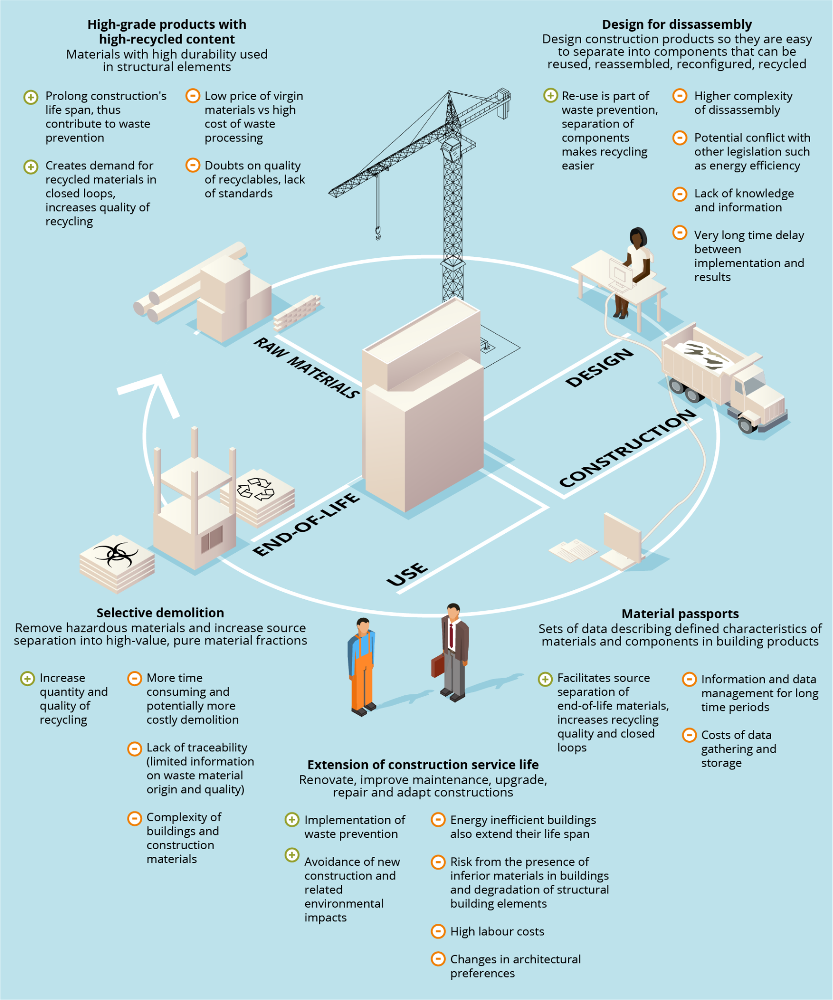 High-grade products with
high-recycled content
Materials with high durability used
in structural elements
Prolong construction's
life span, thus
contribute to waste
prevention
Creates demand for
recycled materials in
closed loops,
increases quality of
recycling
Low price of virgin
materials vs high
cost of waste
processing
Doubts on quality
of recyclables, lack
of standards
Design for dissassembly
Design construction products so they are easy
to separate into components that can be
reused, reassembled, reconfigured, recycled
Re-use is part of
waste prevention,
separation of
components
makes recycling
easier
Higher complexity
of dissassembly
Potential conflict with
other legislation such
as energy efficiency
Lack of knowledge
and information
Very long time delay
between
implementation and
results
RAW MATERIALS
DESIGN
CONSTRUCTION
END-OF-LIFE
USE
Selective demolition
Remove hazardous materials and increase source
separation into high-value, pure material fractions
Increase
quantity and
quality of
recycling
More time
consuming and
potentially more
costly demolition
Lack of traceability
(limited information
on waste material
origin and quality)
Complexity of
buildings and
construction
materials
Material passports
Sets of data describing defined characteristics of
materials and components in building products
Facilitates source
separation of
end-of-life materials,
increases recycling
quality and closed
loops
Information and data
management for long
time periods
Costs of data
gathering and
storage
Extension of construction service life
Renovate, improve maintenance, upgrade,
repair and adapt constructions
Implementation of
waste prevention
Avoidance of new
construction and
related
environmental
impacts
Energy inefficient buildings
also extend their life span
Risk from the presence of
inferior materials in buildings
and degradation of structural
building elements
High labour costs
Changes in architectural
preferences